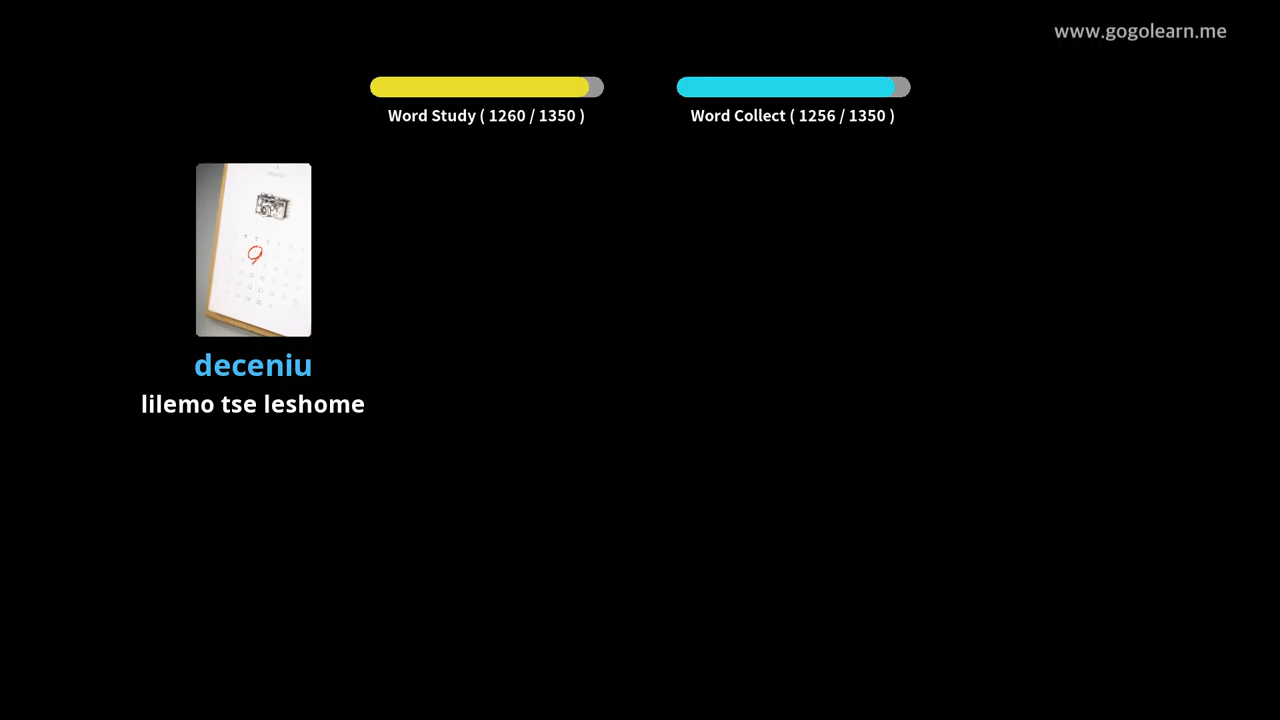 www.gogolearn.me
Word Study ( 1260 / 1350 )
Word Collect ( 1256 / 1350 )
deceniu
lilemo tse leshome